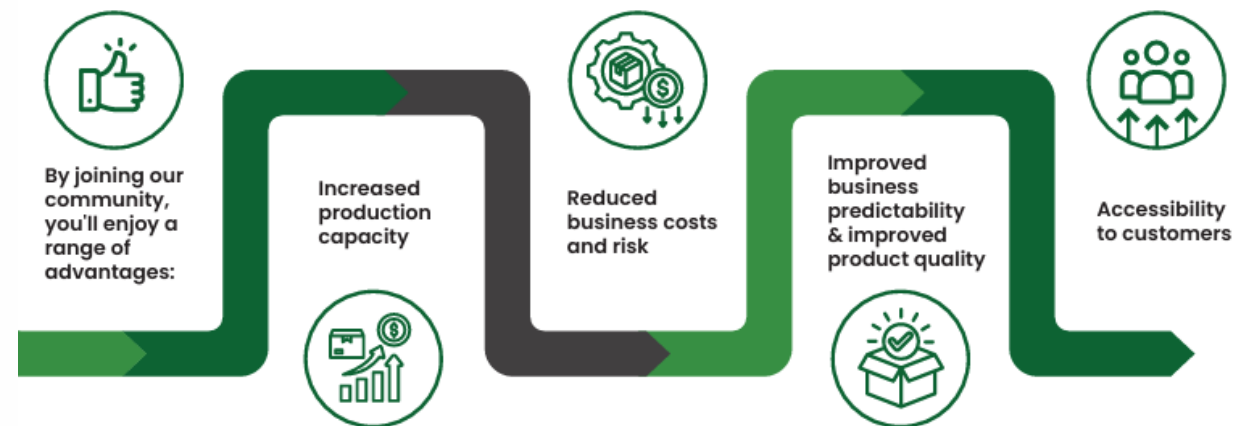 By joining our
community,
you'll enjoy a
range of
advantages:
Increased
production
capacity
Reduced
business costs
and risk
Improved
business
predictability
& improved
product quality
Accessibility
to customers